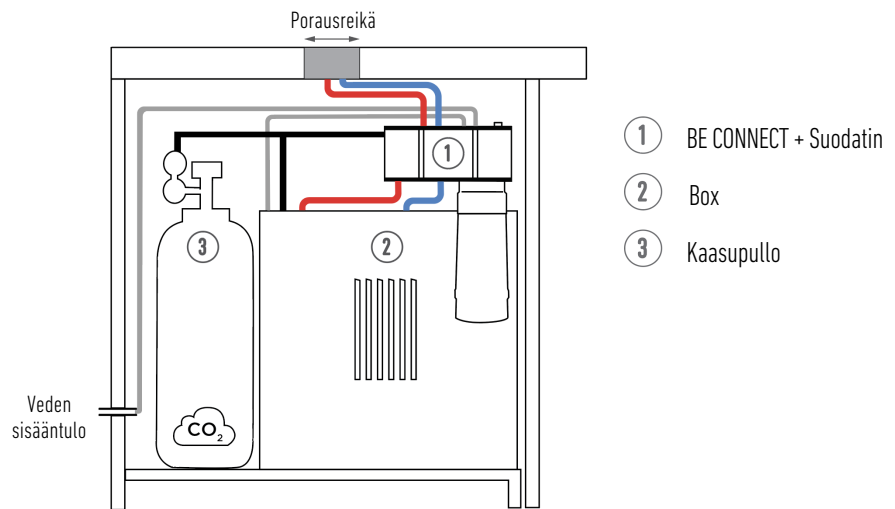 Porausreikä
1
2
3
CO2
Veden
sisääntulo
1 BE CONNECT + Suodatin
2 Box
3 Kaasupullo